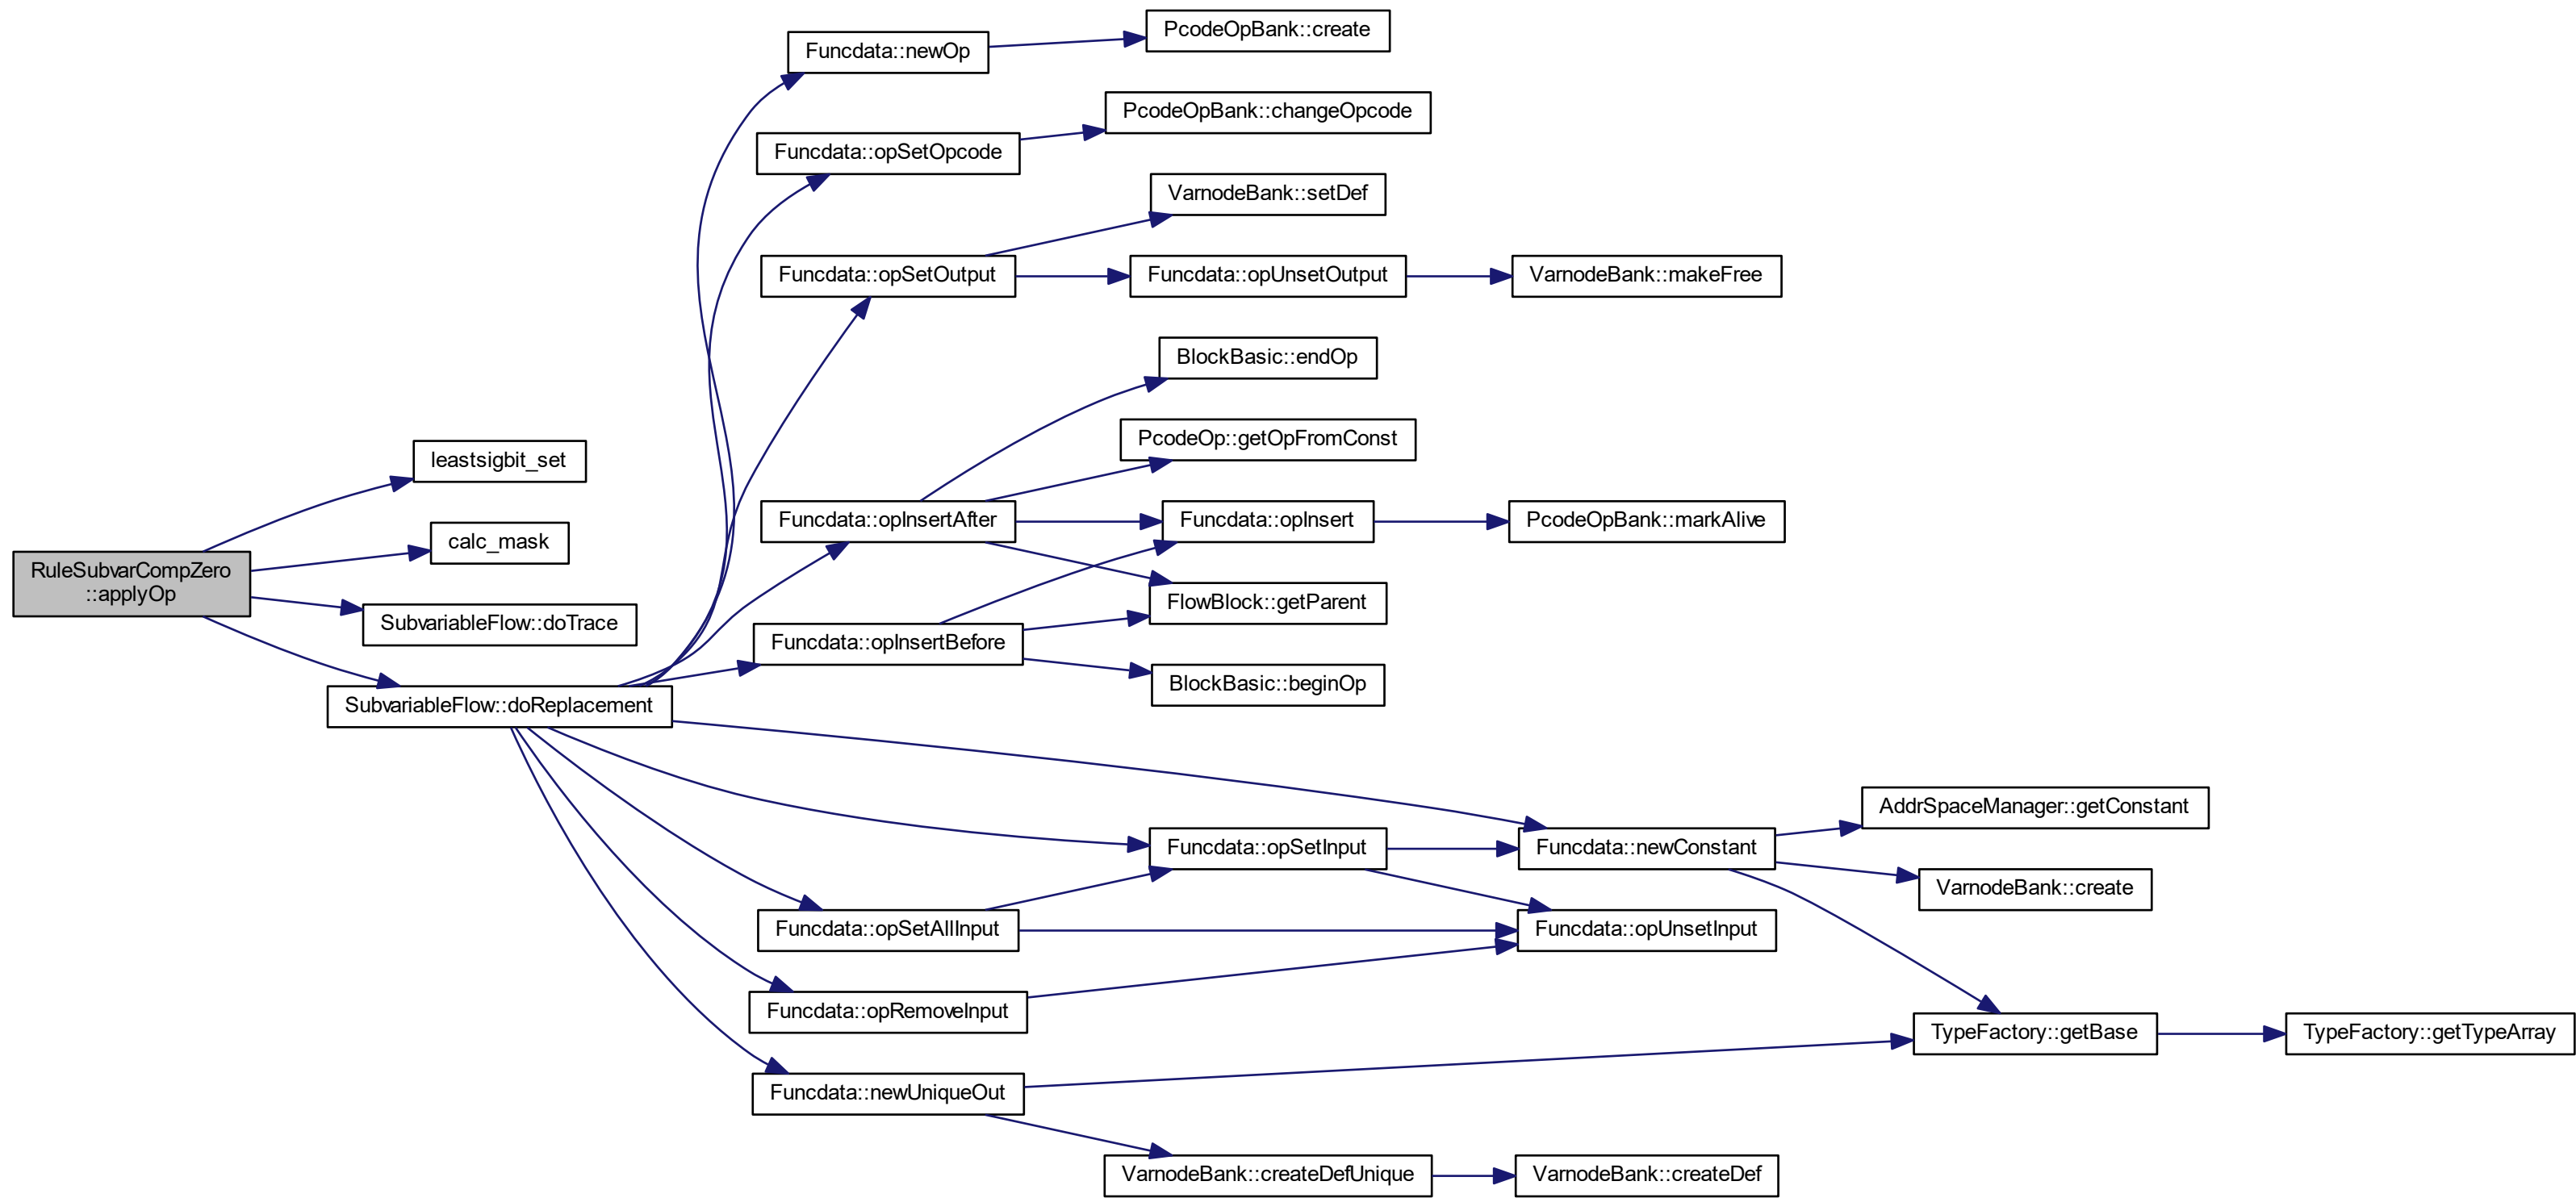 RuleSubvarCompZero
::applyOp
leastsigbit_set
calc_mask
SubvariableFlow::doTrace
SubvariableFlow::doReplacement
Funcdata::newOp
PcodeOpBank::create
Funcdata::opSetOpcode
PcodeOpBank::changeOpcode
Funcdata::opSetOutput
VarnodeBank::setDef
Funcdata::opUnsetOutput
VarnodeBank::makeFree
Funcdata::opInsertAfter
BlockBasic::endOp
PcodeOp::getOpFromConst
Funcdata::opInsert
PcodeOpBank::markAlive
FlowBlock::getParent
Funcdata::opInsertBefore
BlockBasic::beginOp
Funcdata::opSetInput
Funcdata::newConstant
AddrSpaceManager::getConstant
VarnodeBank::create
Funcdata::opSetAllInput
Funcdata::opUnsetInput
Funcdata::opRemoveInput
TypeFactory::getBase
TypeFactory::getTypeArray
Funcdata::newUniqueOut
VarnodeBank::createDefUnique
VarnodeBank::createDef